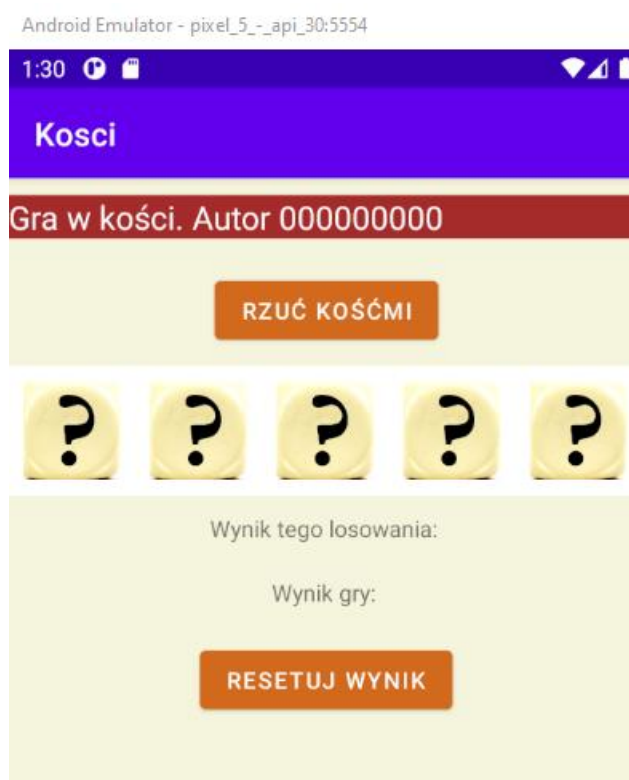 Android Emulator - pixel_5_-_api_30:5554
1:30
Kosci
Gra w kości. Autor 000000000
RZUĆ KOŚĆMI
? ? ? ? ?
Wynik tego losowania:
Wynik gry:
RESETUJ WYNIK